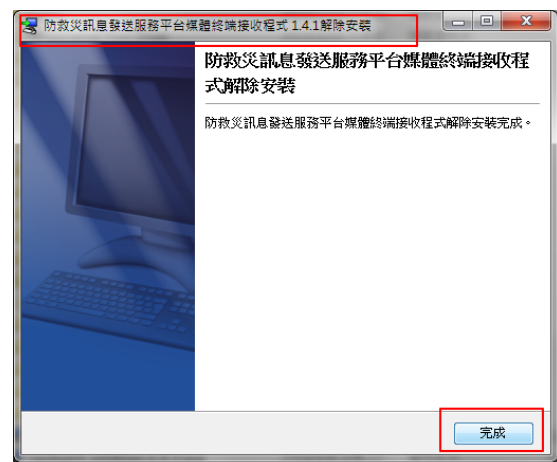 防救災訊息發送服務平台媒體終端接收程式 1.4.1解除安裝
防救災訊息發送服務平台媒體終端接收程
式解除安裝
防救災訊息發送服務平台媒體終端接收程式解除安裝完成。
完成